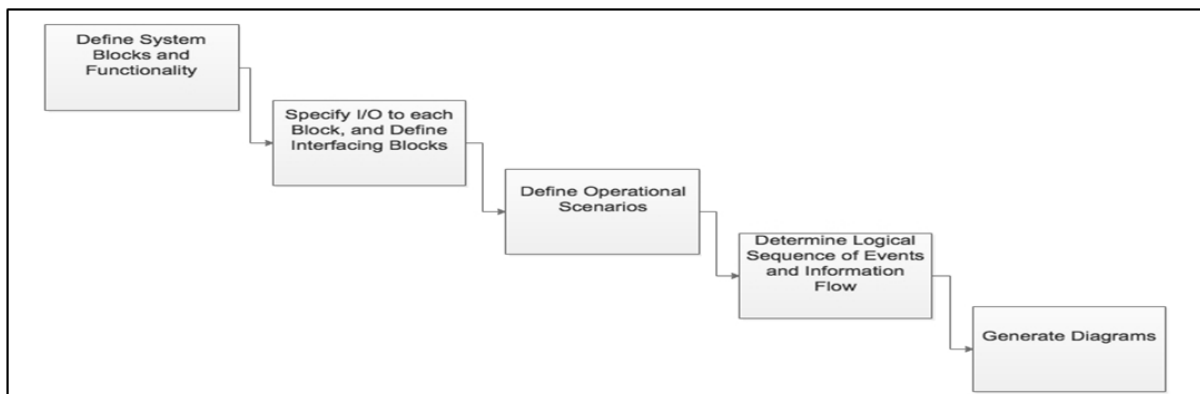 Define System
Blocks and
Functionality
Specify I/O to each
Block, and Define
Interfacing Blocks
Define Operational
Scenarios
Determine Logical
Sequence of Events
and Information
Flow
Generate Diagrams